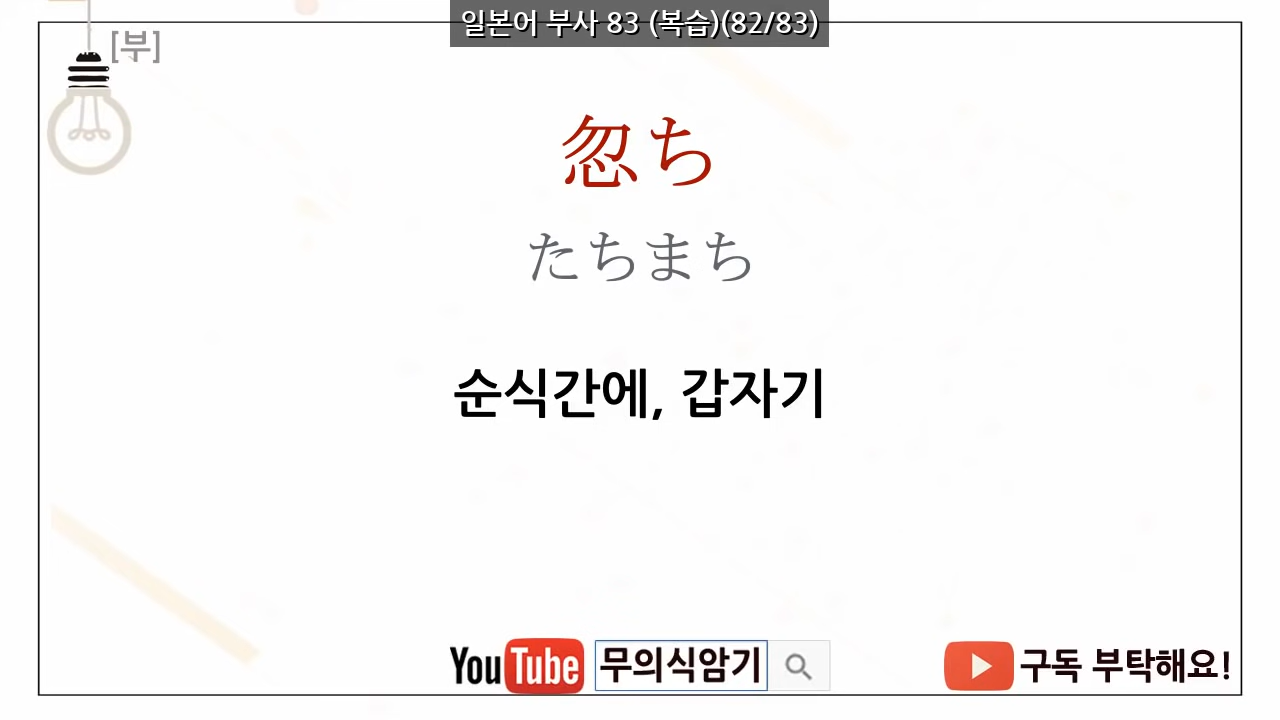 일본어 부사 83 (복습)(82/83)
[부]
忽ち
たちまち
순식간에, 갑자기
YouTube 무의식암기
구독 부탁해요!